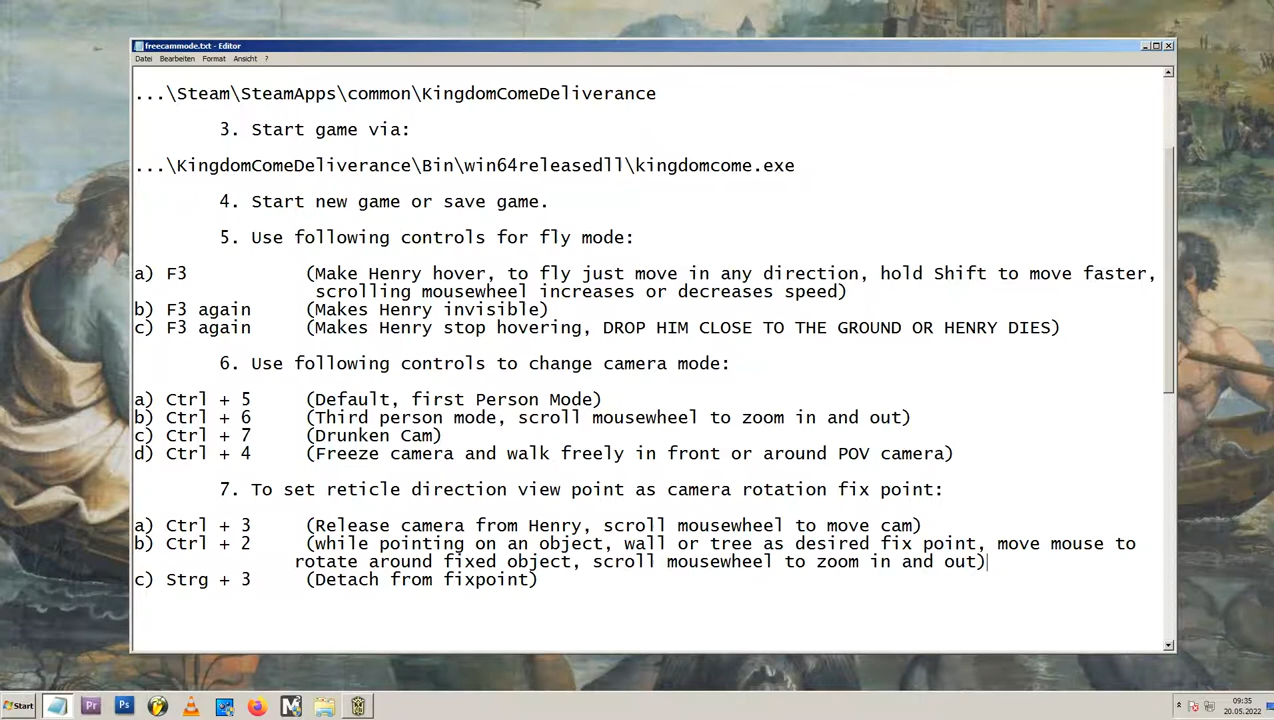 freecammode.txt - Editor
Datei Bearbeiten Format Ansicht ?
...\Steam\SteamApps\common\KingdomComeDeliverance
3. Start game via:
...\KingdomComeDeliverance\Bin\win64releasedll\kingdomcome.exe
4. Start new game or save game.
5. Use following controls for fly mode:
a) F3 (Make Henry hover, to fly just move in any direction, hold Shift to move faster,
scrolling mousewheel increases or decreases speed)
b) F3 again (Makes Henry invisible)
c) F3 again (Makes Henry stop hovering, DROP HIM CLOSE TO THE GROUND OR HENRY DIES)
6. Use following controls to change camera mode:
a) Ctrl + 5 (Default, first Person Mode)
b) Ctrl + 6 (Third person mode, scroll mousewheel to zoom in and out)
c) Ctrl + 7 (Drunken Cam)
d) Ctrl + 4 (Freeze camera and walk freely in front or around POV camera)
7. To set reticle direction view point as camera rotation fix point:
a) Ctrl + 3 (Release camera from Henry, scroll mousewheel to move cam)
b) Ctrl + 2 (while pointing on an object, wall or tree as desired fix point, move mouse to
rotate around fixed object, scroll mousewheel to zoom in and out)
c) Strg + 3 (Detach from fixpoint)
Start Pr Ps
09:35
20.05.2022